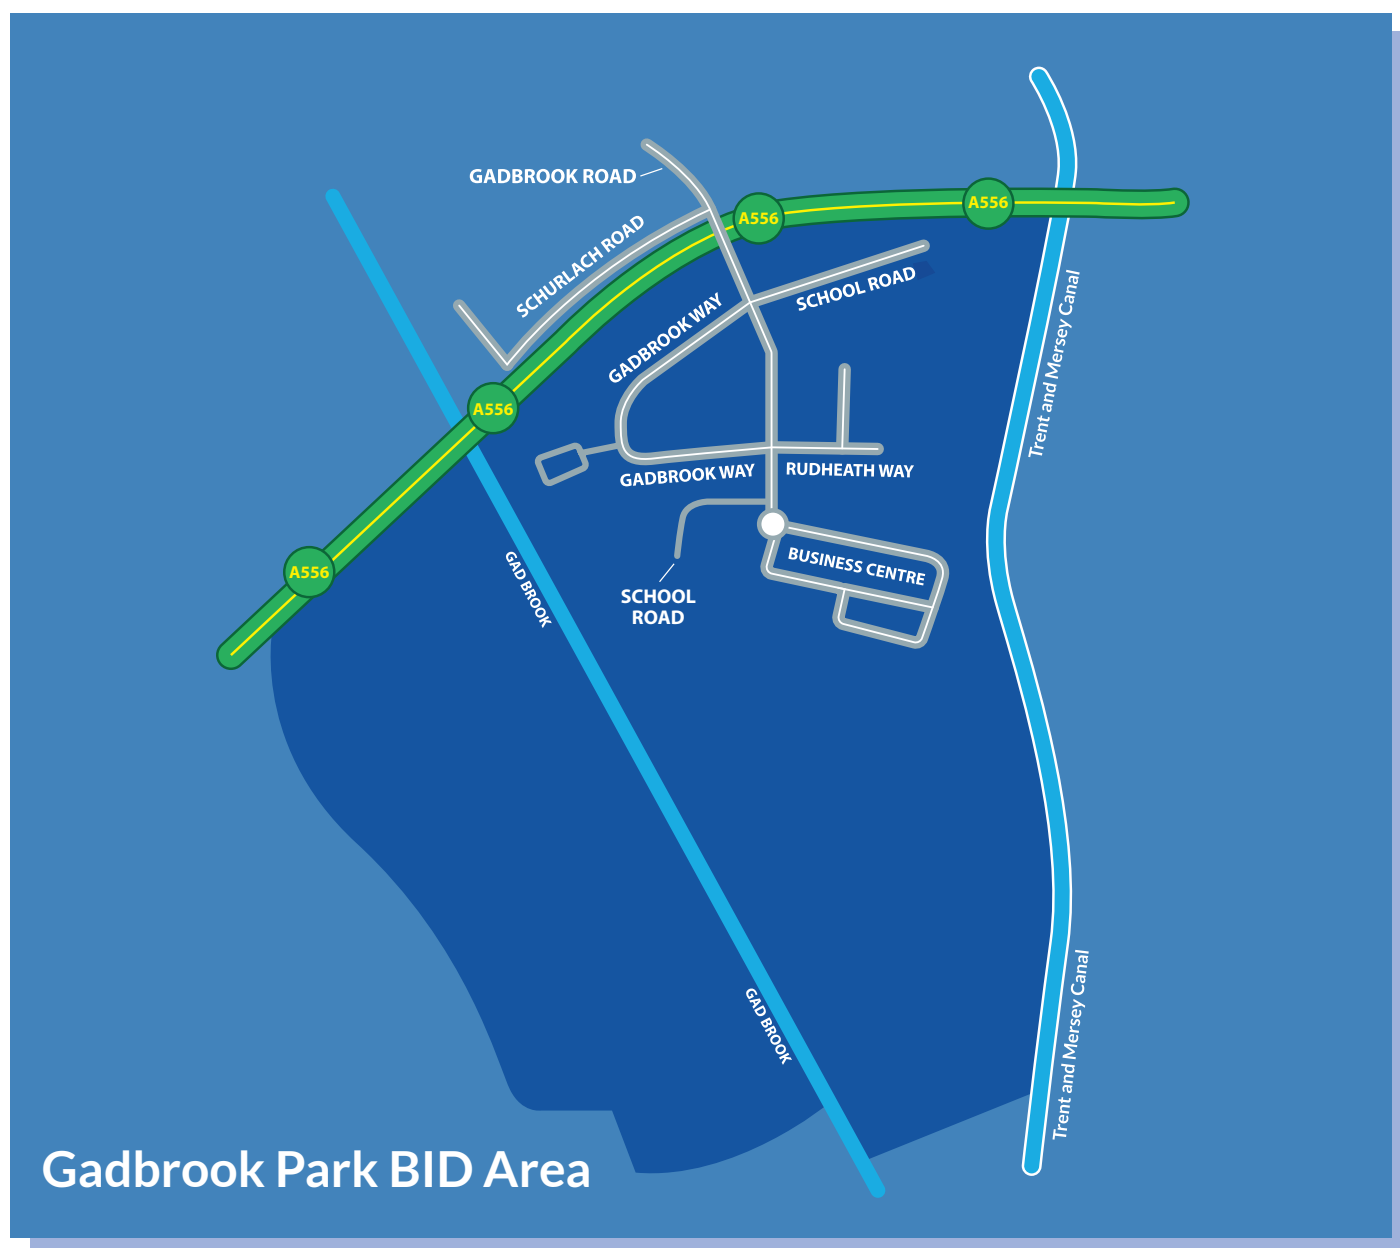 GADBROOK ROAD
A556
A556
SCHURLACH ROAD
SCHOOL ROAD
Trent and Mersey Canal
GADBROOK WAY
A556
GADBROOK WAY
RUDHEATH WAY
A556
GAD BROOK
BUSINESS CENTRE
SCHOOL
ROAD
GAD BROOK
Trent and Mersey Canal
Gadbrook Park BID Area